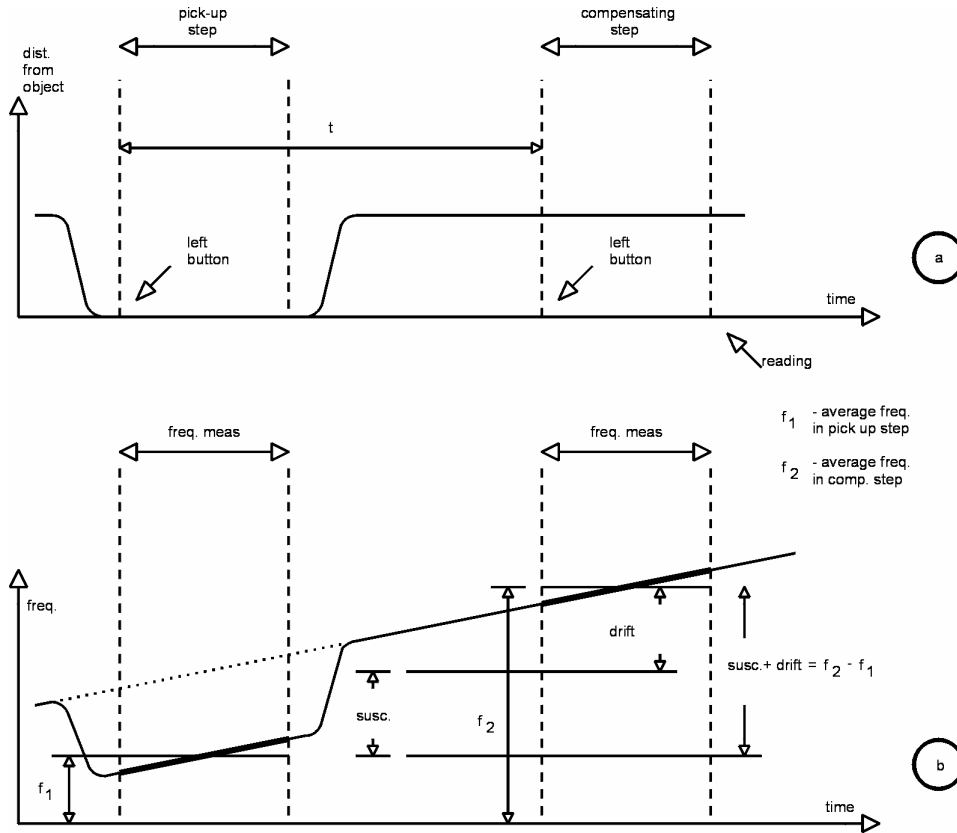 pick-up
step
compensating
step
dist.
from
object
t
left
button
left
button
a
time
reading
f1 - average freq.
in pick up step
freq. meas
freq. meas
f2 - average freq.
in comp. step
freq.
drift
susc.+ drift = f2 - f1
susc.
f2
f1
b
time